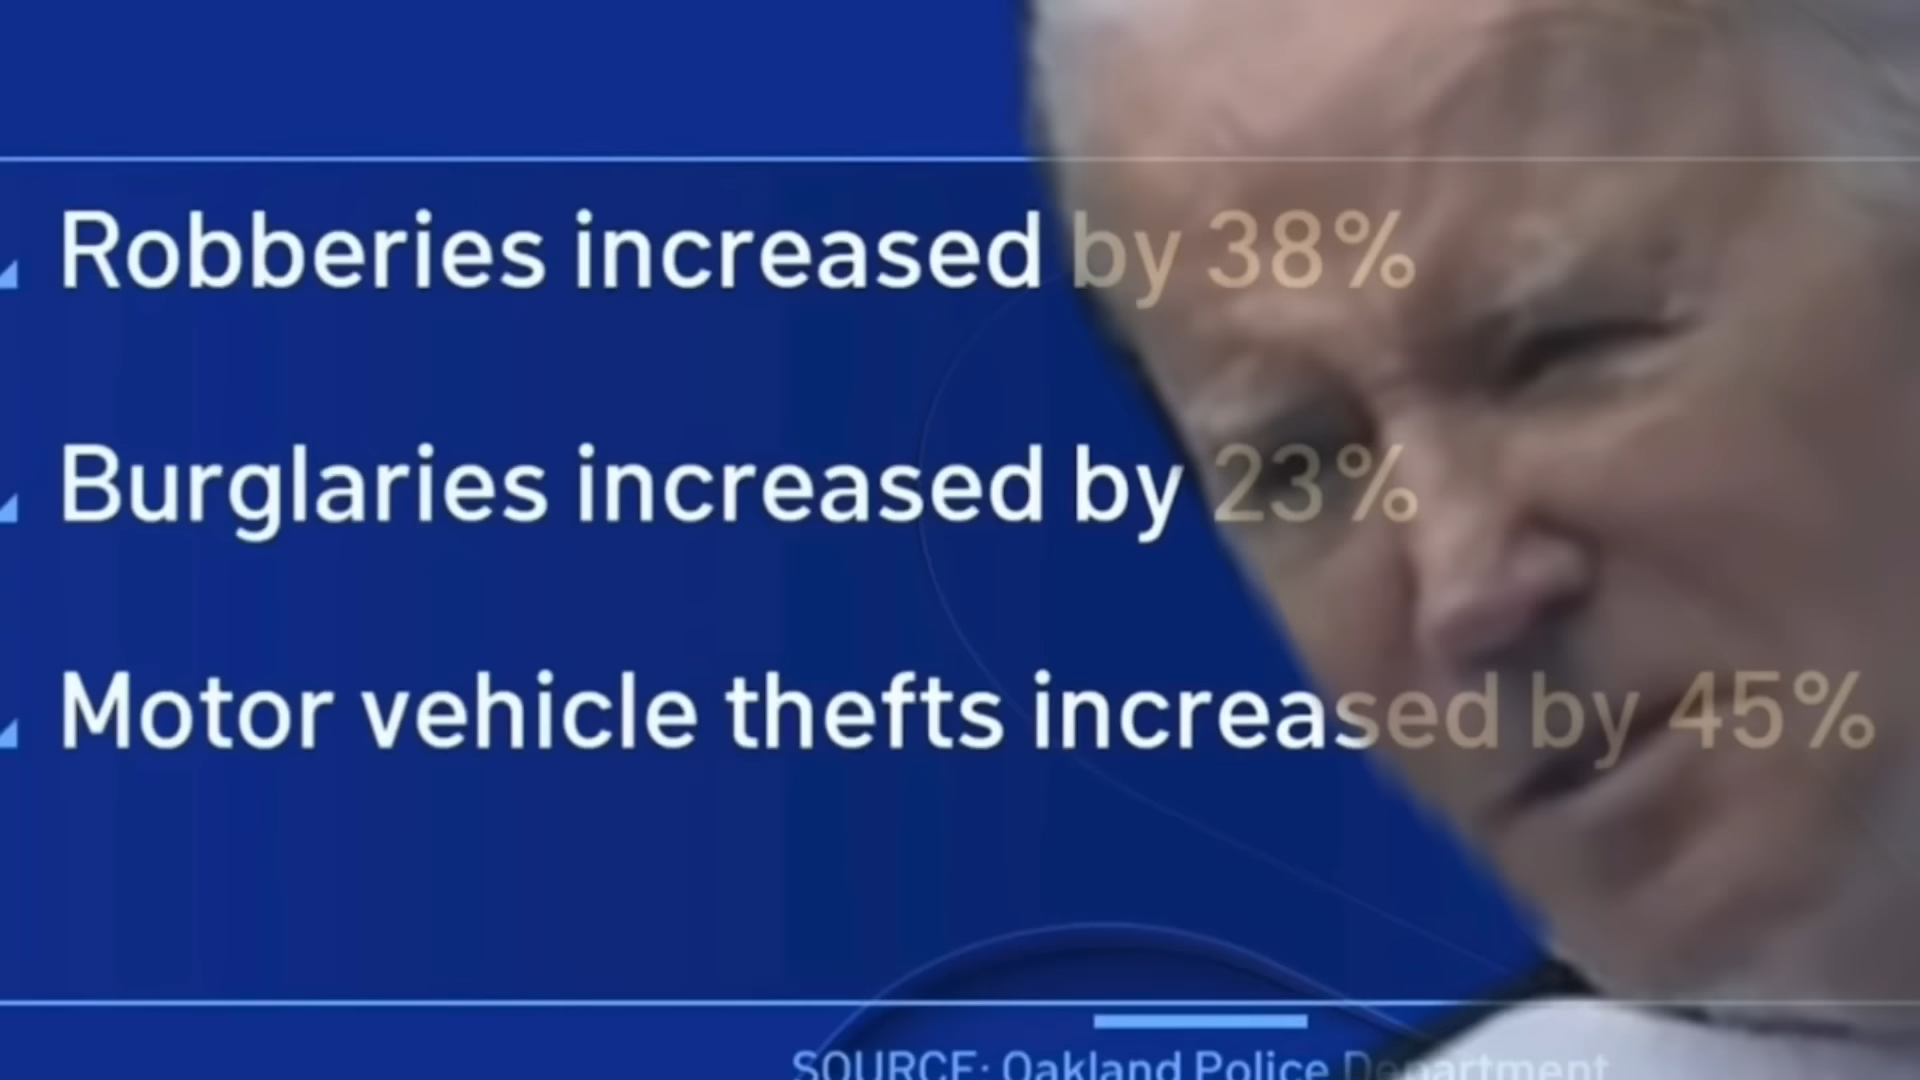 Robberies increased by 38%
Burglaries increased by 23%
Motor vehicle thefts increased by 45%
SOURCE: Oakland Police Department